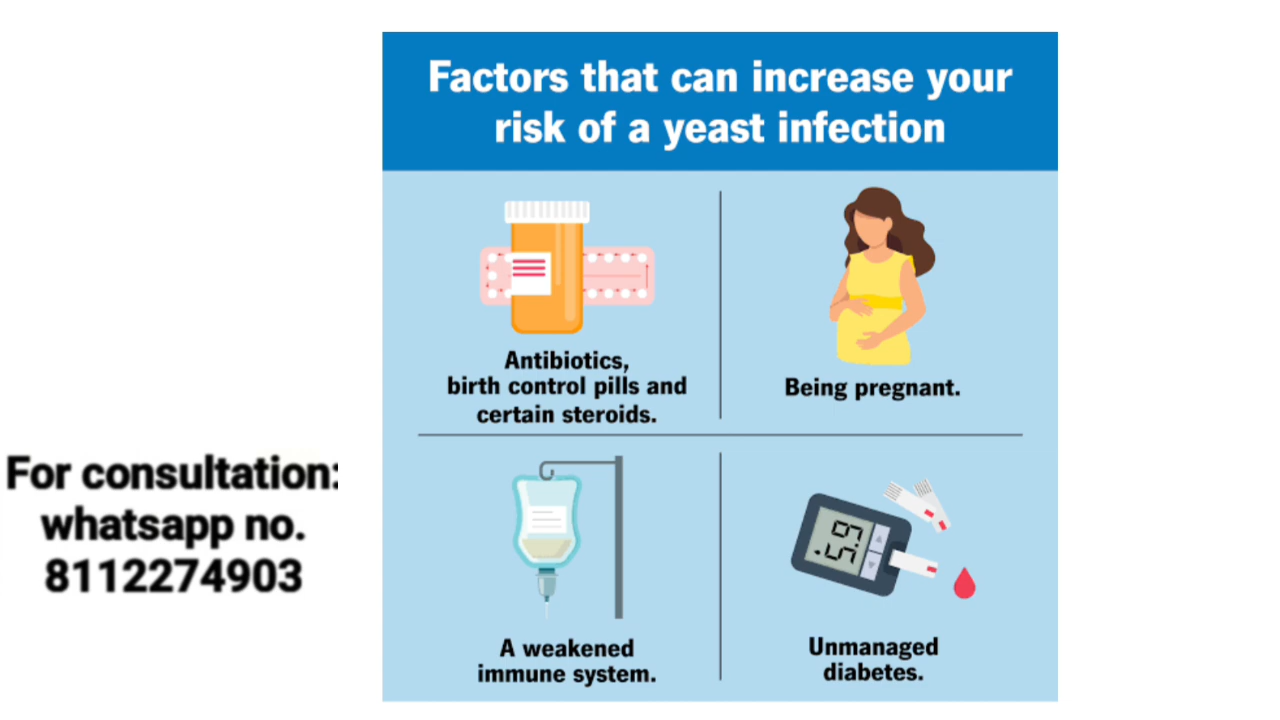 Factors that can increase your
risk of a yeast infection
Antibiotics,
birth control pills and
certain steroids.
Being pregnant.
For consultation:
whatsapp no.
8112274903
A weakened
immune system.
59.
Unmanaged
diabetes.